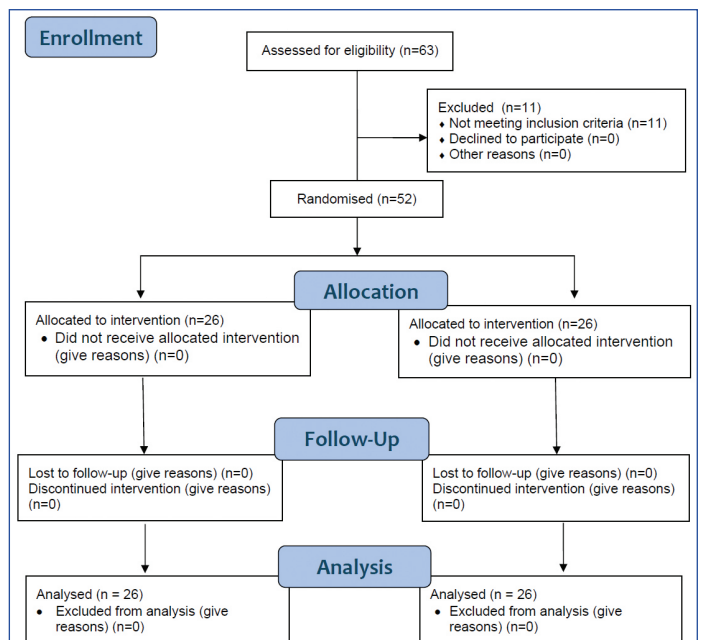 Enrollment
Assessed for eligibility (n=63)
Excluded (n=11)
♦ Not meeting inclusion criteria (n=11)
♦ Declined to participate (n=0)
♦ Other reasons (n=0)
Randomised (n=52)
Allocation
Allocated to intervention (n=26)
• Did not receive allocated intervention
(give reasons) (n=0)
Allocated to intervention (n=26)
• Did not receive allocated intervention
(give reasons) (n=0)
Follow-Up
Lost to follow-up (give reasons) (n=0)
Discontinued intervention (give reasons)
(n=0)
Lost to follow-up (give reasons) (n=0)
Discontinued intervention (give reasons)
(n=0)
Analysis
Analysed (n = 26)
• Excluded from analysis (give
reasons) (n=0)
Analysed (n = 26)
• Excluded from analysis (give
reasons) (n=0)